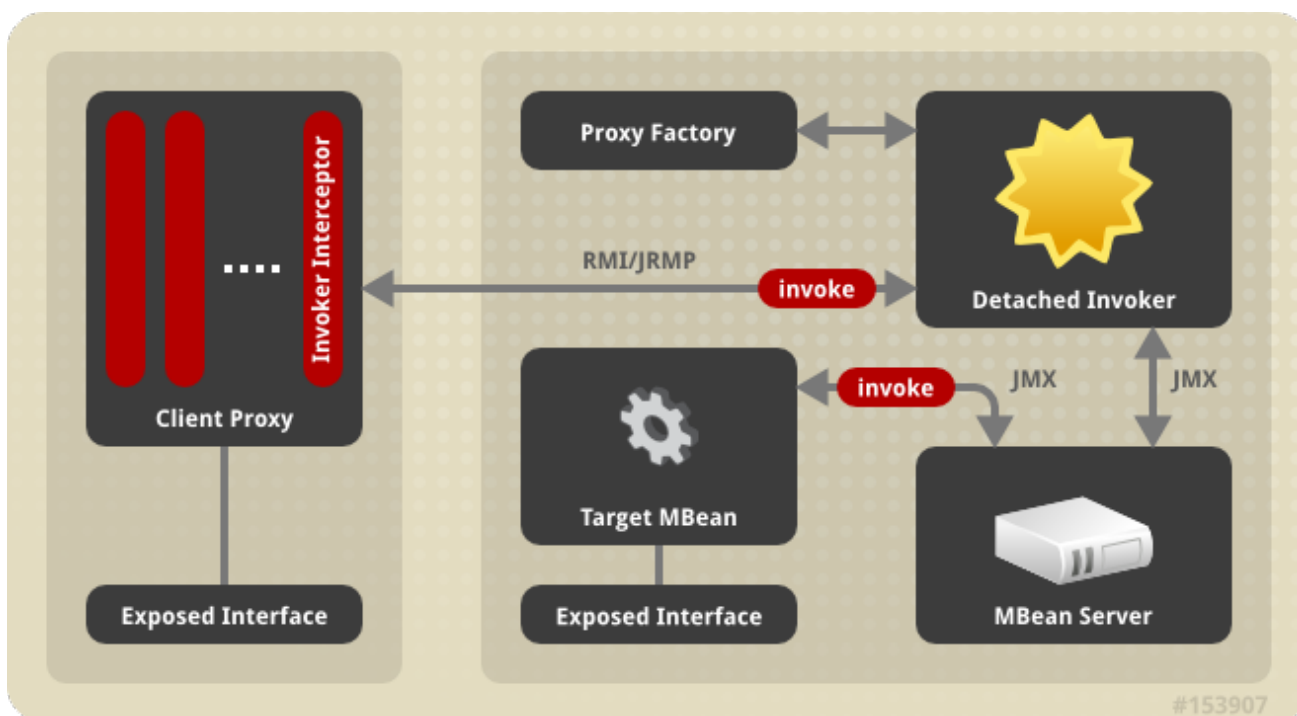 Proxy Factory
Invoker Interceptor
RMI/JRMP
invoke
Detached Invoker
Client Proxy
invoke
JMX
JMX
Target MBean
Exposed Interface
Exposed Interface
MBean Server
#153907